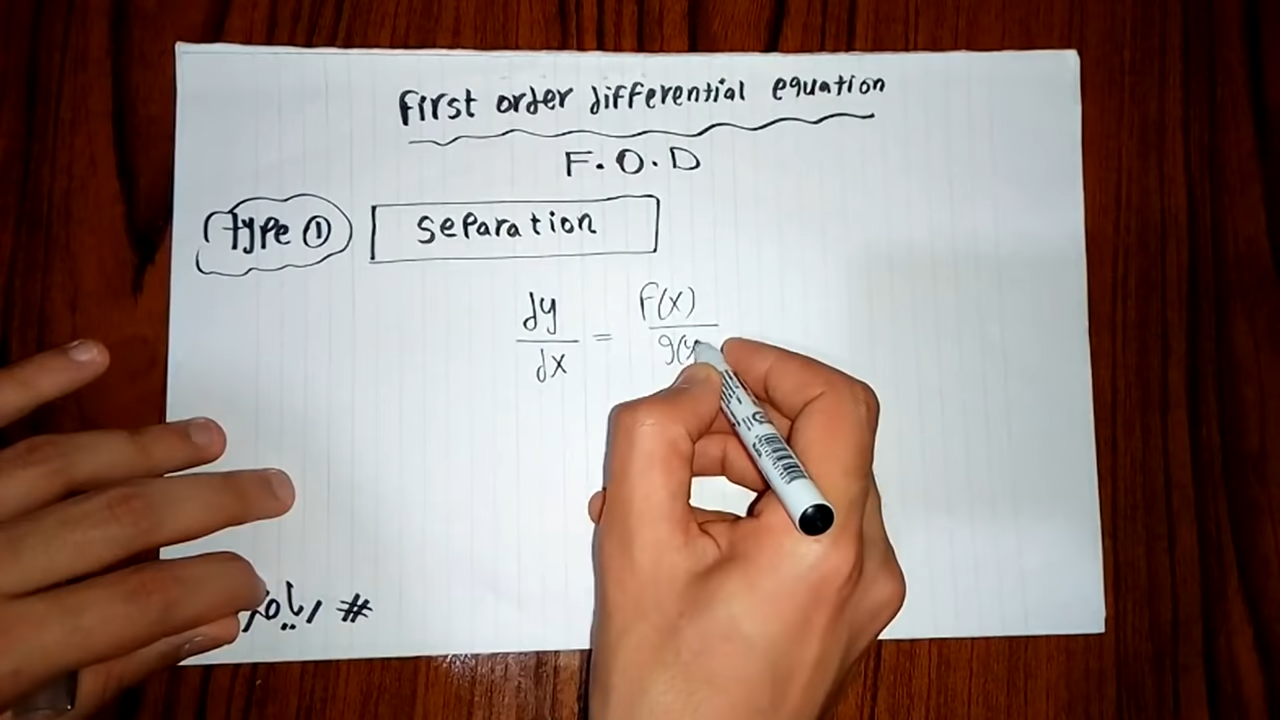 First order differential equation
F.O.D
Type ①
separation
dy/dx = F(x)/g(y
#